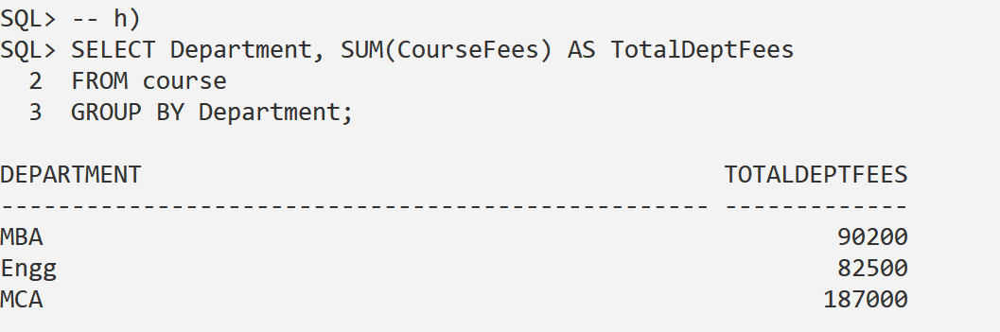 SQL> -- h)
SQL> SELECT Department, SUM(CourseFees) AS TotalDeptFees
  2  FROM course
  3  GROUP BY Department;

DEPARTMENT                                         TOTALDEPTFEES
-------------------------------------------------- -------------
MBA                                                        90200
Engg                                                       82500
MCA                                                       187000